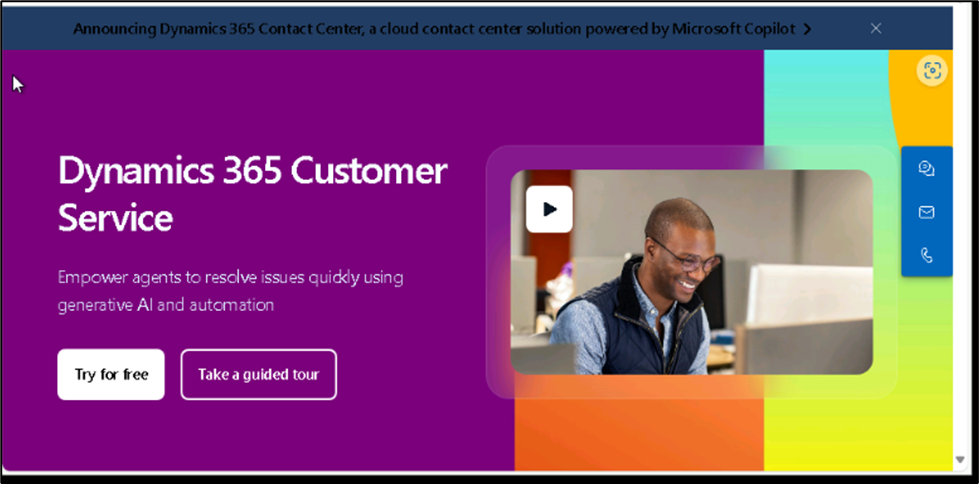 Announcing Dynamics 365 Contact Center, a cloud contact center solution powered by Microsoft Copilot
Dynamics 365 Customer
Service
Empower agents to resolve issues quickly using
generative AI and automation
Try for free
Take a guided tour